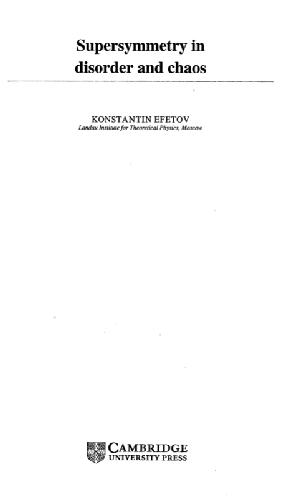 Supersymmetry in
disorder and chaos
KONSTANTIN EFETOV
Landau Institute for Theoretical Physics, Moscow
CAMBRIDGE
UNIVERSITY PRESS